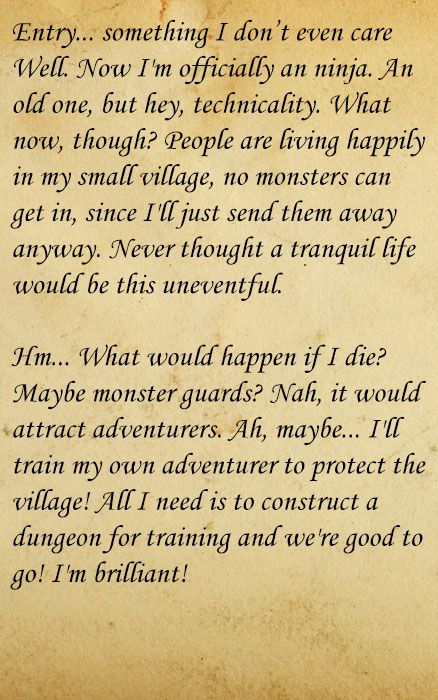 Entry... something I don’t even care
Well. Now I'm officially an ninja. An
old one, but hey, technicality. What
now, though? People are living happily
in my small village, no monsters can
get in, since I'll just send them away
anyway. Never thought a tranquil life
would be this uneventful.

Hm... What would happen if I die?
Maybe monster guards? Nah, it would
attract adventurers. Ah, maybe... I'll
train my own adventurer to protect the
village! All I need is to construct a
dungeon for training and we're good to
go! I'm brilliant!